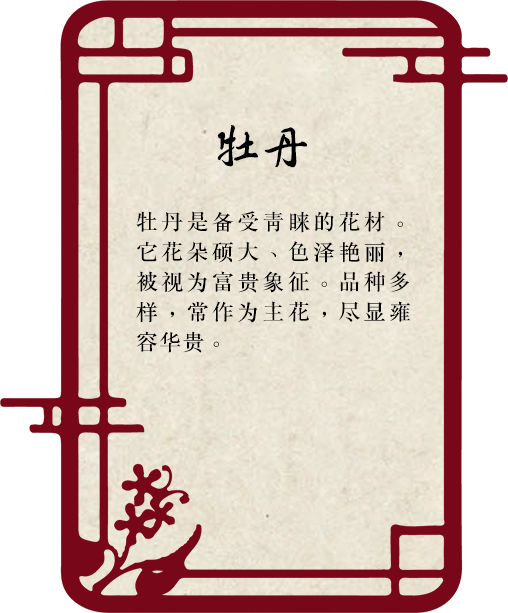 牡丹
牡丹是备受青睐的花材。
它花朵硕大、色泽艳丽，
被视为富贵象征。品种多
样，常作为主花，尽显雍
容华贵。